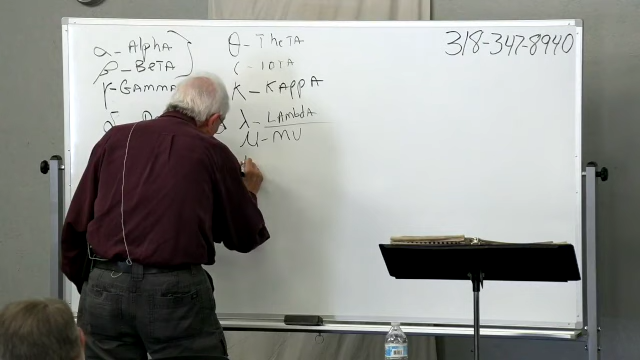 α - Alpha
β - BeTA
γ - GAMMA
δ -
θ - TheTA
ι - IOTA
κ - KAPPA
λ - LAMbdA
μ - MU
318-347-8940